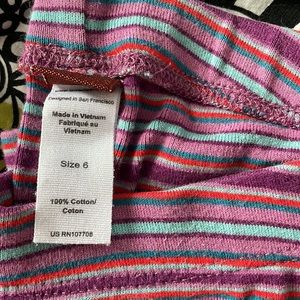 Designed in San Francisco
Made in Vietnam
Fabriqué au
Vietnam
Size 6
100% Cotton/
Coton
US RN107708